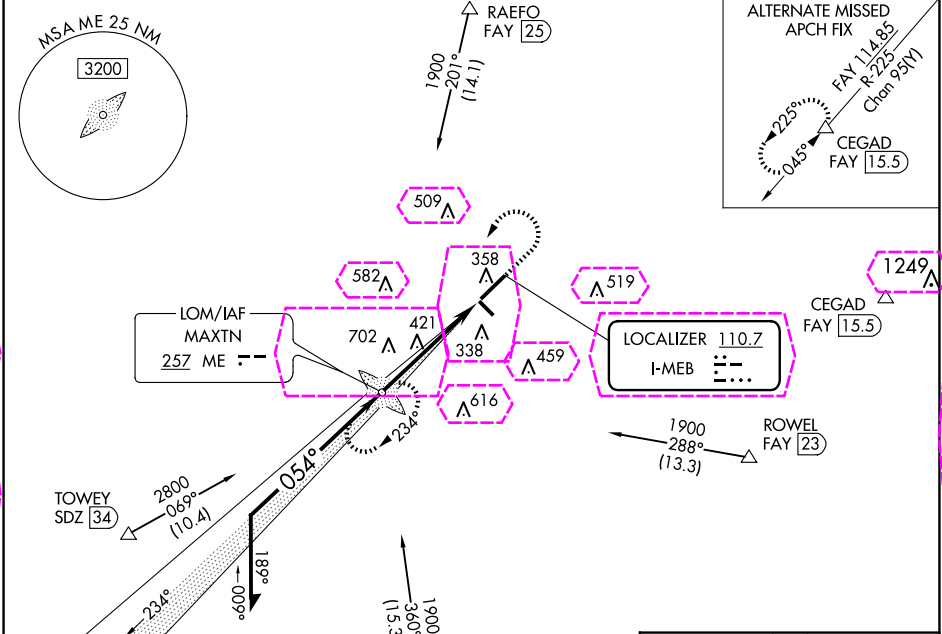 MSA ME 25 NM
3200
RAEFO
FAY 25
1900
201°
(14.1)
ALTERNATE MISSED
APCH FIX
FAY 114.85
R-225
Chan 95(Y)
225°
045°
CEGAD
FAY 15.5
509
582
358
519
1249
CEGAD
FAY 15.5
LOM/IAF
MAXTN
257 ME
702
421
338
459
616
LOCALIZER 110.7
I-MEB
234°
1900
288°
(13.3)
ROWEL
FAY 23
054°
TOWEY
SDZ 34
2800
069°
(10.4)
189°
009°
234°
1900
360°